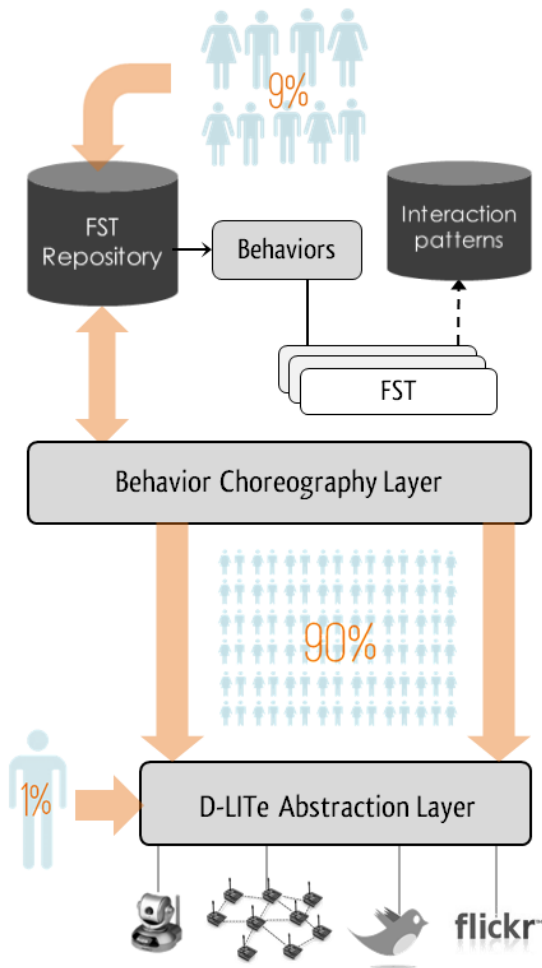 9%
FST
Repository
Behaviors
Interaction
patterns
FST
Behavior Choreography Layer
90%
1%
D-LITe Abstraction Layer
flickr